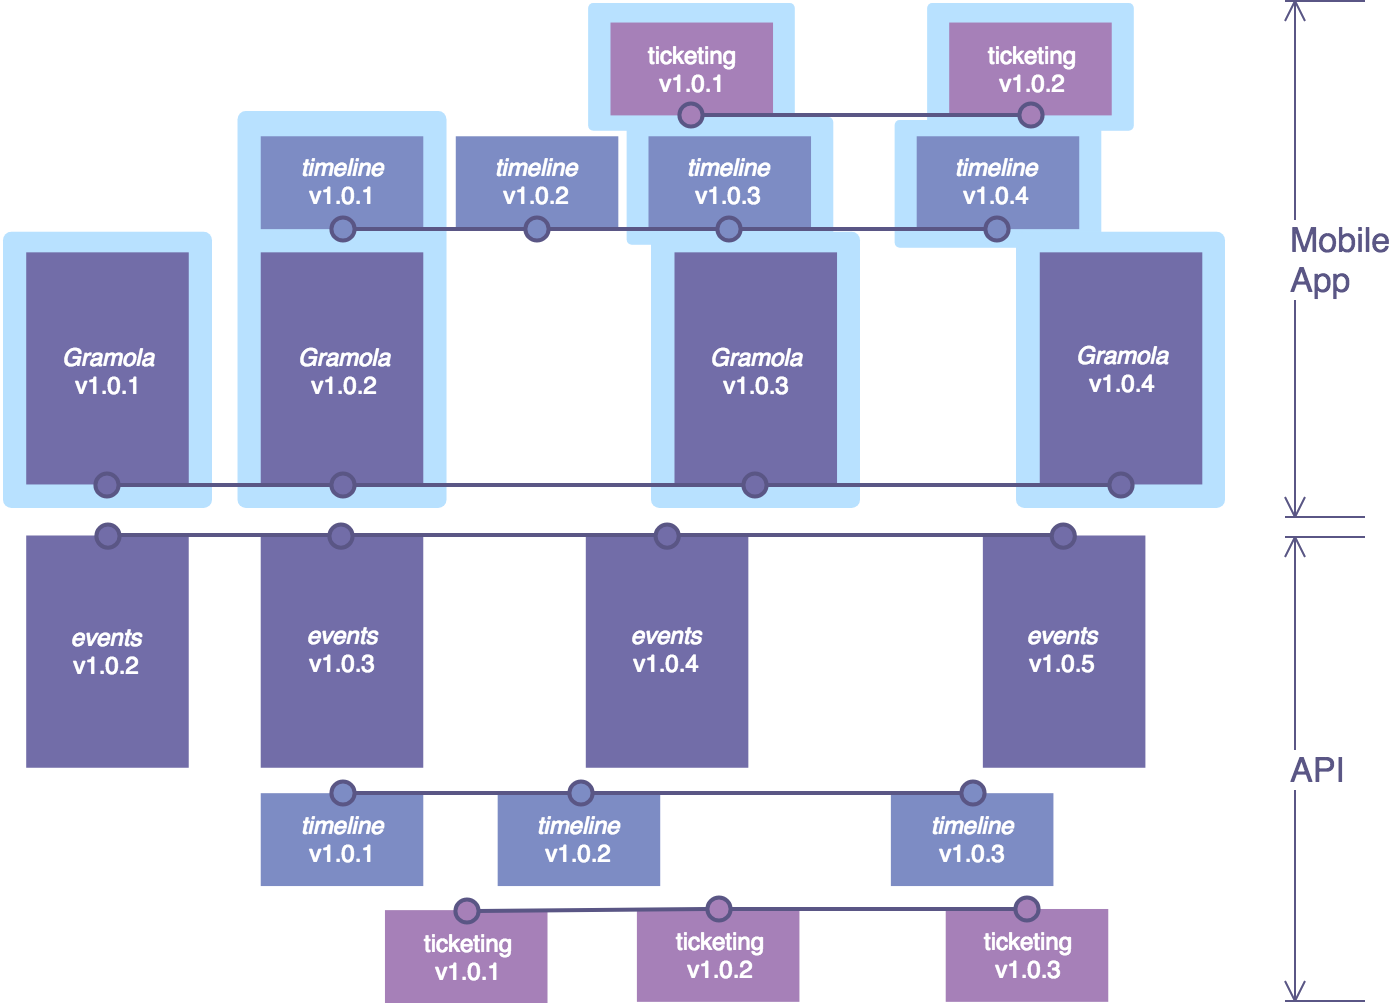 ticketing
v1.0.1
ticketing
v1.0.2
timeline
v1.0.1
timeline
v1.0.2
timeline
v1.0.3
timeline
v1.0.4
Mobile
App
Gramola
v1.0.1
Gramola
v1.0.2
Gramola
v1.0.3
Gramola
v1.0.4
events
v1.0.2
events
v1.0.3
events
v1.0.4
events
v1.0.5
API
timeline
v1.0.1
timeline
v1.0.2
timeline
v1.0.3
ticketing
v1.0.1
ticketing
v1.0.2
ticketing
v1.0.3